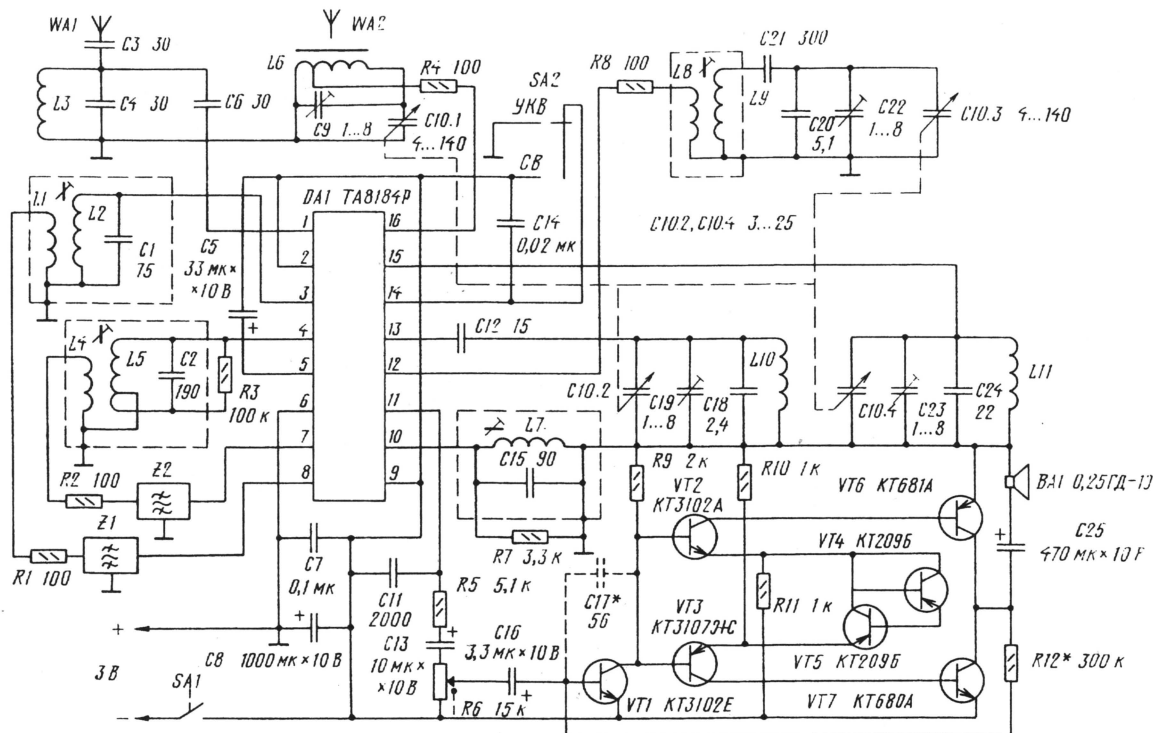 WA1
WA2
C3 30
L3
C4 30
C6 30
L6
R4 100
C9 1...8
C10.1
4...140
SA2
УКВ
СВ
R8 100
L8
L9
C21 300
C20
5,1
C22
1...8
C10.3 4...140
L1
L2
C1
75
C5
33 мк×
×10 В
DA1 TA8184P
1
2
3
4
5
6
7
8
16
15
14
13
12
11
10
9
C14
0,02 мк
C10.2, C10.4 3...25
L4
L5
C2
190
R3
100 к
C12 15
C10.2
C19
1...8
C18
2,4
L10
C10.4
C23
1...8
C24
22
L11
R2 100
Z2
Z1
R1 100
L7
C15 90
R7 3,3 к
R9 2 к
R10 1 к
VT2
КТ3102А
VT6 КТ681А
BA1 0,25ГД-10
C25
470 мк×10 В
C7
0,1 мк
C11
2000
R5 5,1 к
C17*
56
VT3
КТ3107Э-С
R11 1 к
VT4
КТ209Б
VT5 КТ209Б
R12* 300 к
+
3 В
−
C8 1000 мк×10 В
SA1
C13
10 мк×
×10 В
C16
3,3 мк×10 В
R6 15 к
VT1 КТ3102Е
VT7 КТ680А